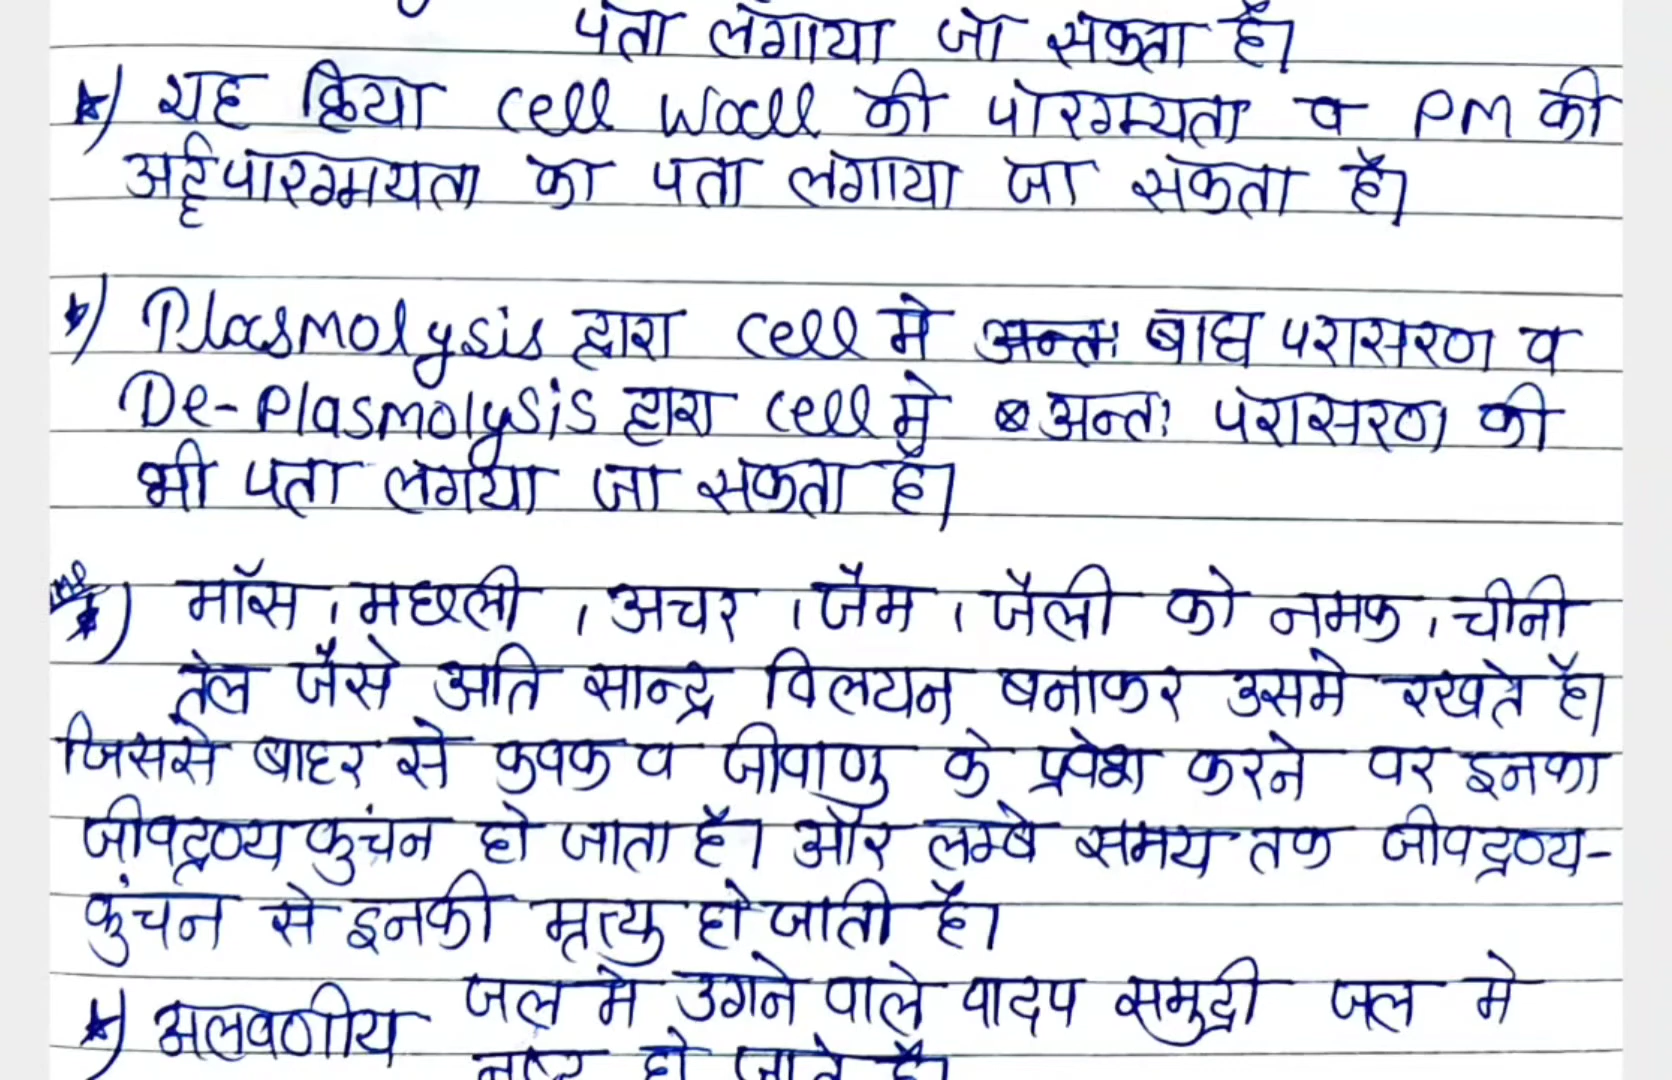 पता लगाया जा सकता है।
★) यह क्रिया cell wall की पारगम्यता व PM की
अर्द्धपारगम्यता का पता लगाया जा सकता है।
★) Plasmolysis द्वारा cell मे अन्तः बाह्य परासरण व
De-plasmolysis द्वारा cell मे अन्तः परासरण की
भी पता लगया जा सकता है।
★) माँस, मछली, अचर, जैम, जैली को नमक, चीनी
तेल जैसे अति सान्द्र विलयन बनाकर उसमे रखते है।
जिससे बाहर से कवक व जीवाणु के प्रवेश करने पर इनका
जीवद्रव्य कुचंन हो जाता है। और लम्बे समय तक जीवद्रव्य-
कुंचन से इनकी मृत्यु हो जाती है।
★) अलवणीय जल मे उगने वाले पादप समुद्री जल मे
नष्ट हो जाते है।